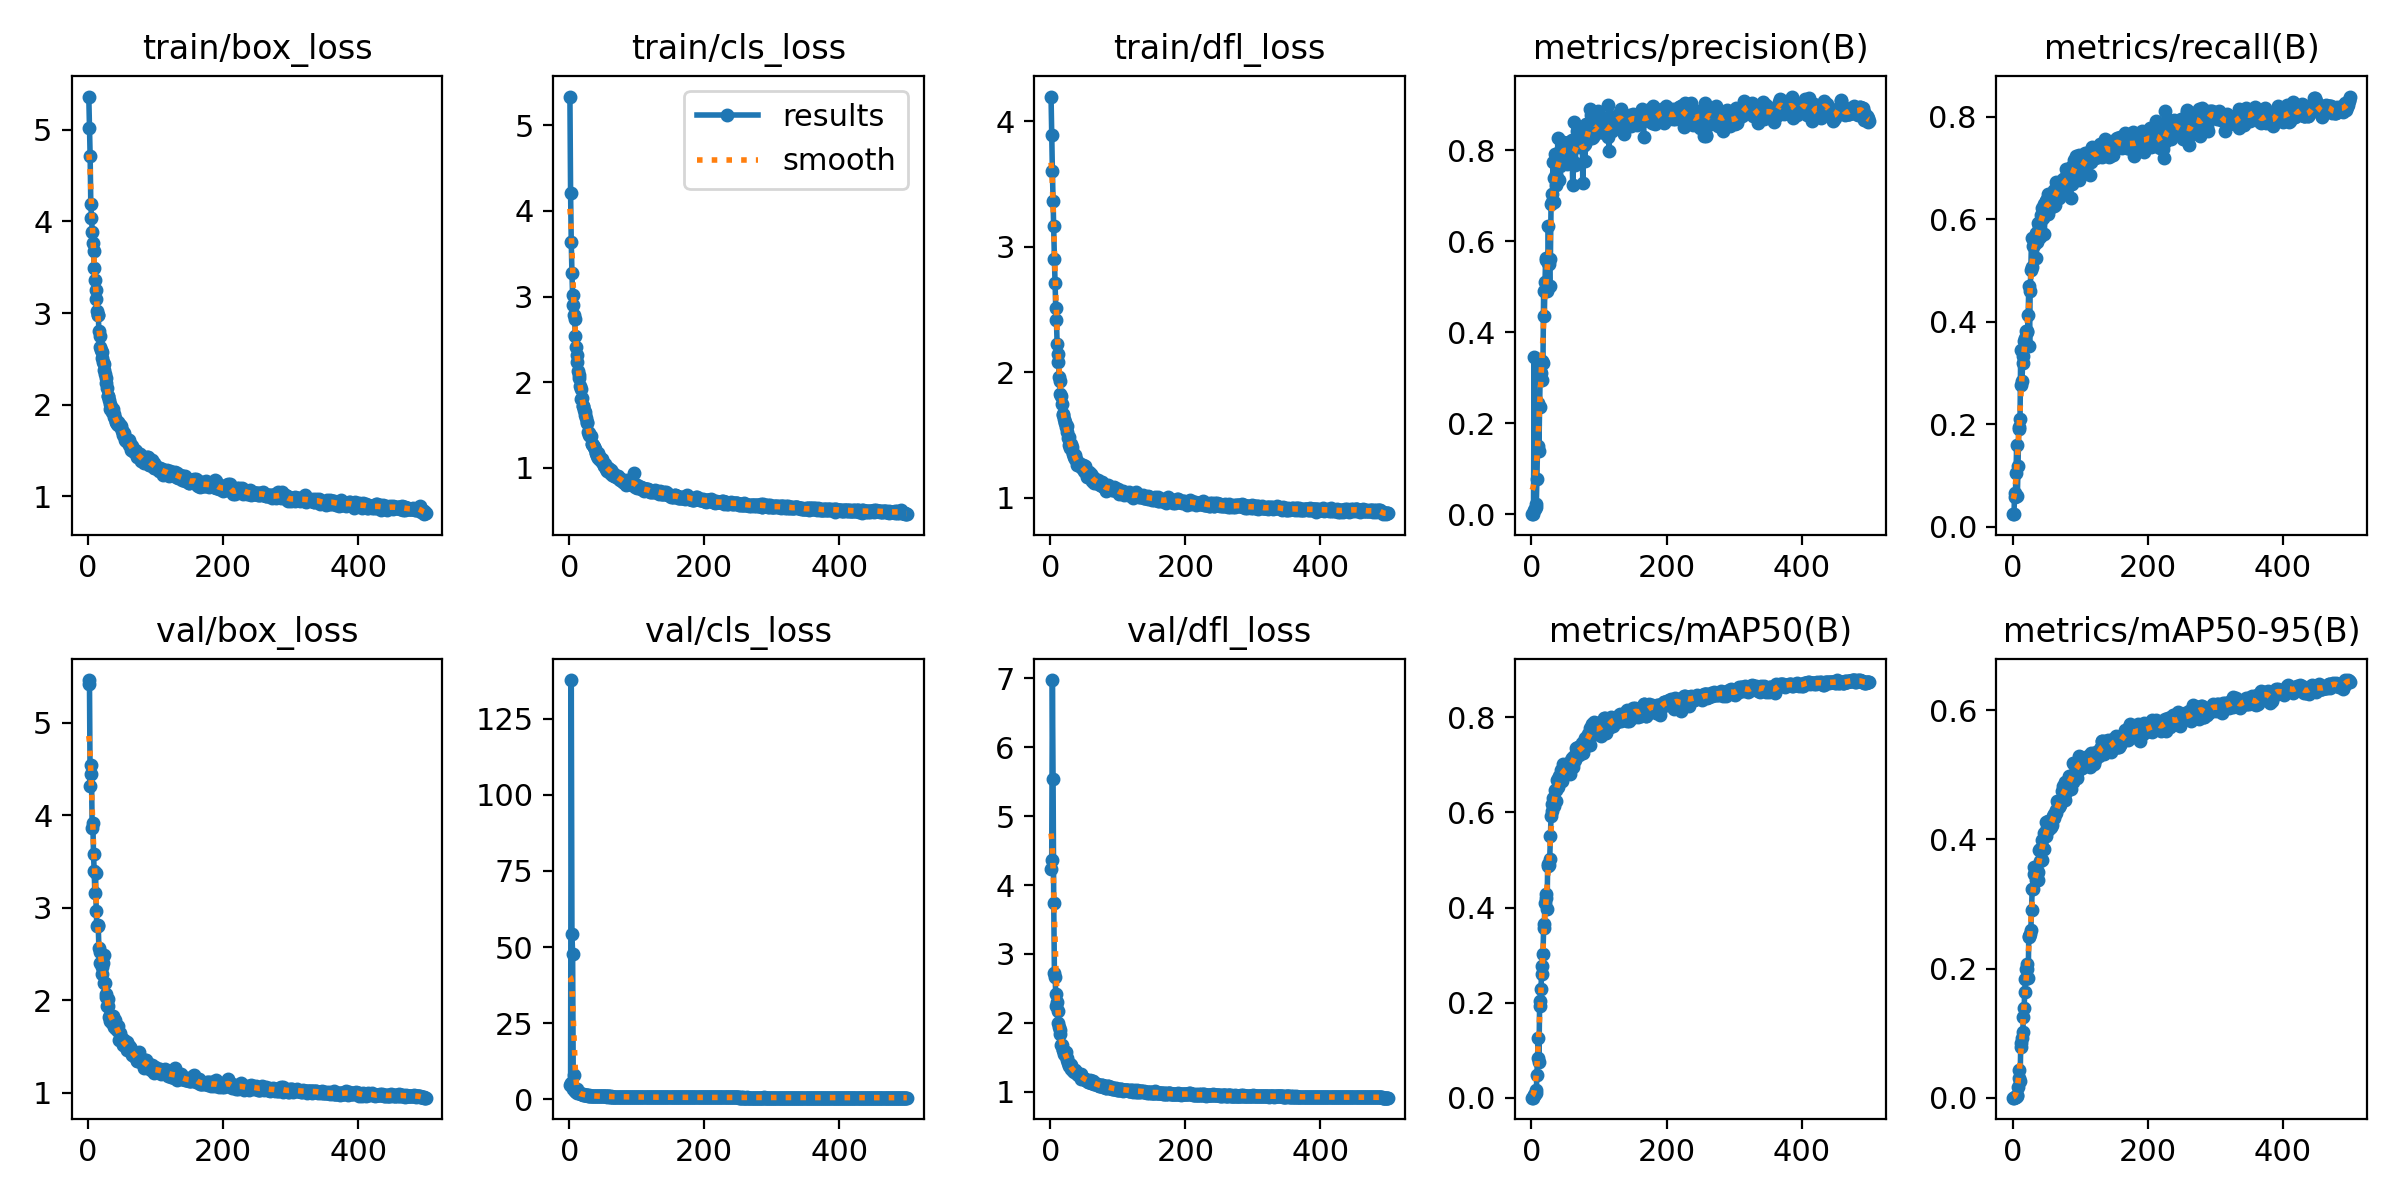 train/box_loss
train/cls_loss
train/dfl_loss
metrics/precision(B)
metrics/recall(B)
5
4
3
2
1
0 200 400
results
smooth
5
4
3
2
1
0 200 400
4
3
2
1
0 200 400
0.8
0.6
0.4
0.2
0.0
0 200 400
0.8
0.6
0.4
0.2
0.0
0 200 400
val/box_loss
val/cls_loss
val/dfl_loss
metrics/mAP50(B)
metrics/mAP50-95(B)
5
4
3
2
1
0 200 400
125
100
75
50
25
0
0 200 400
7
6
5
4
3
2
1
0 200 400
0.8
0.6
0.4
0.2
0.0
0 200 400
0.6
0.4
0.2
0.0
0 200 400